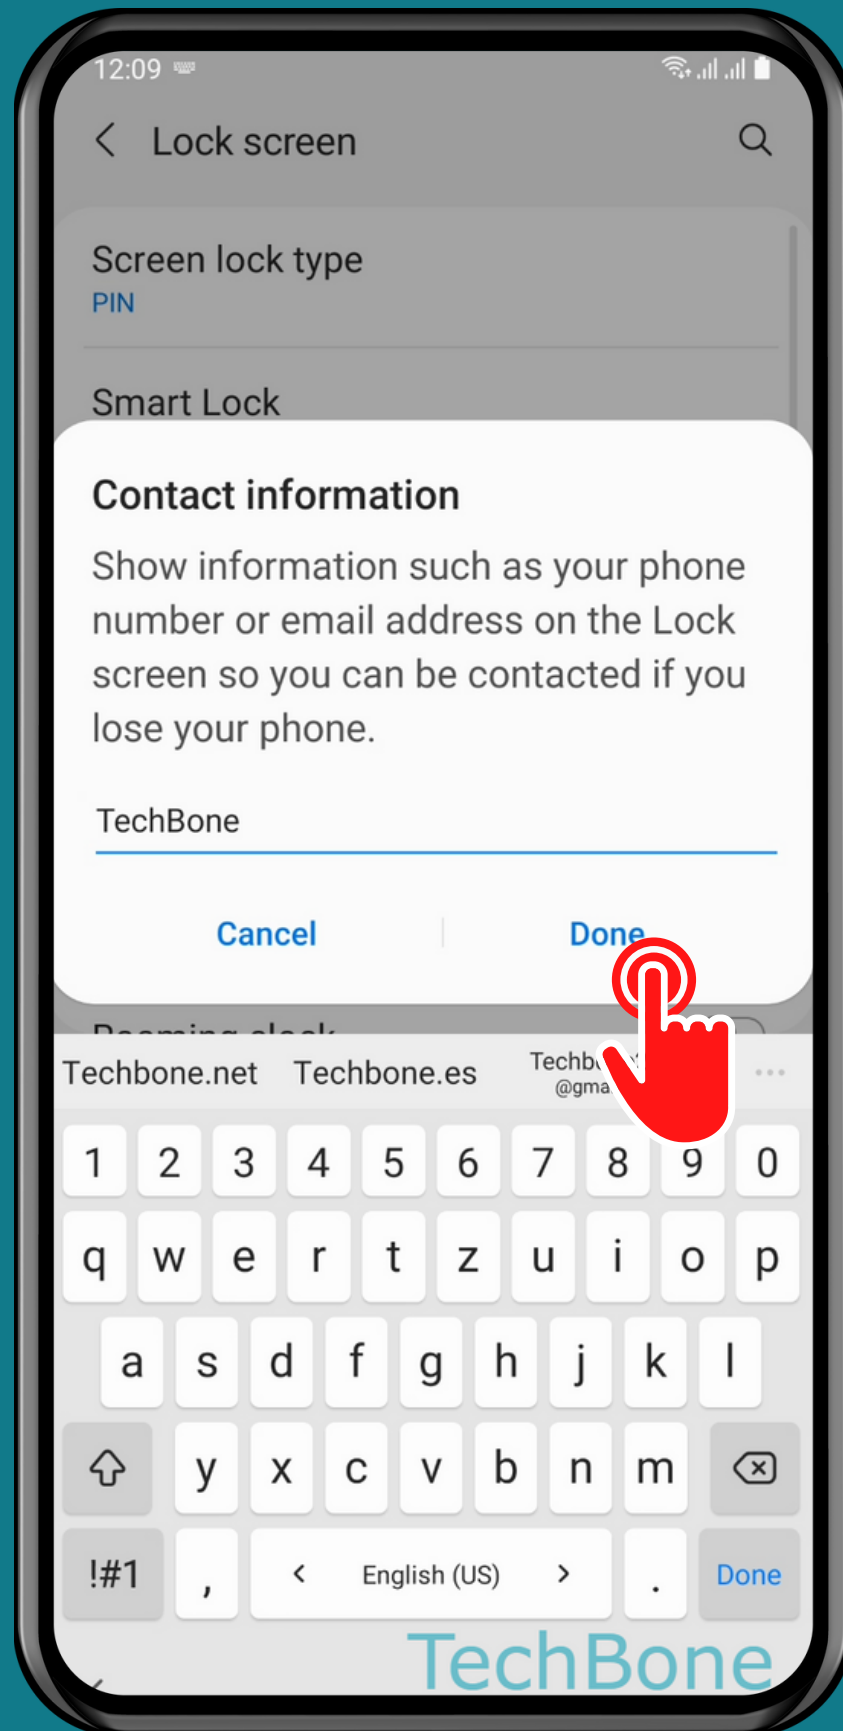 12:09
Lock screen
Screen lock type
PIN
Smart Lock
Contact information
Show information such as your phone
number or email address on the Lock
screen so you can be contacted if you
lose your phone.
TechBone
Cancel Done
Roaming clock
Techbone.net Techbone.es
1 2 3 4 5 6 7 8 9 0
q w e r t z u i o p
a s d f g h j k l
y x c v b n m
!#1 , < English (US) > . Done
TechBone